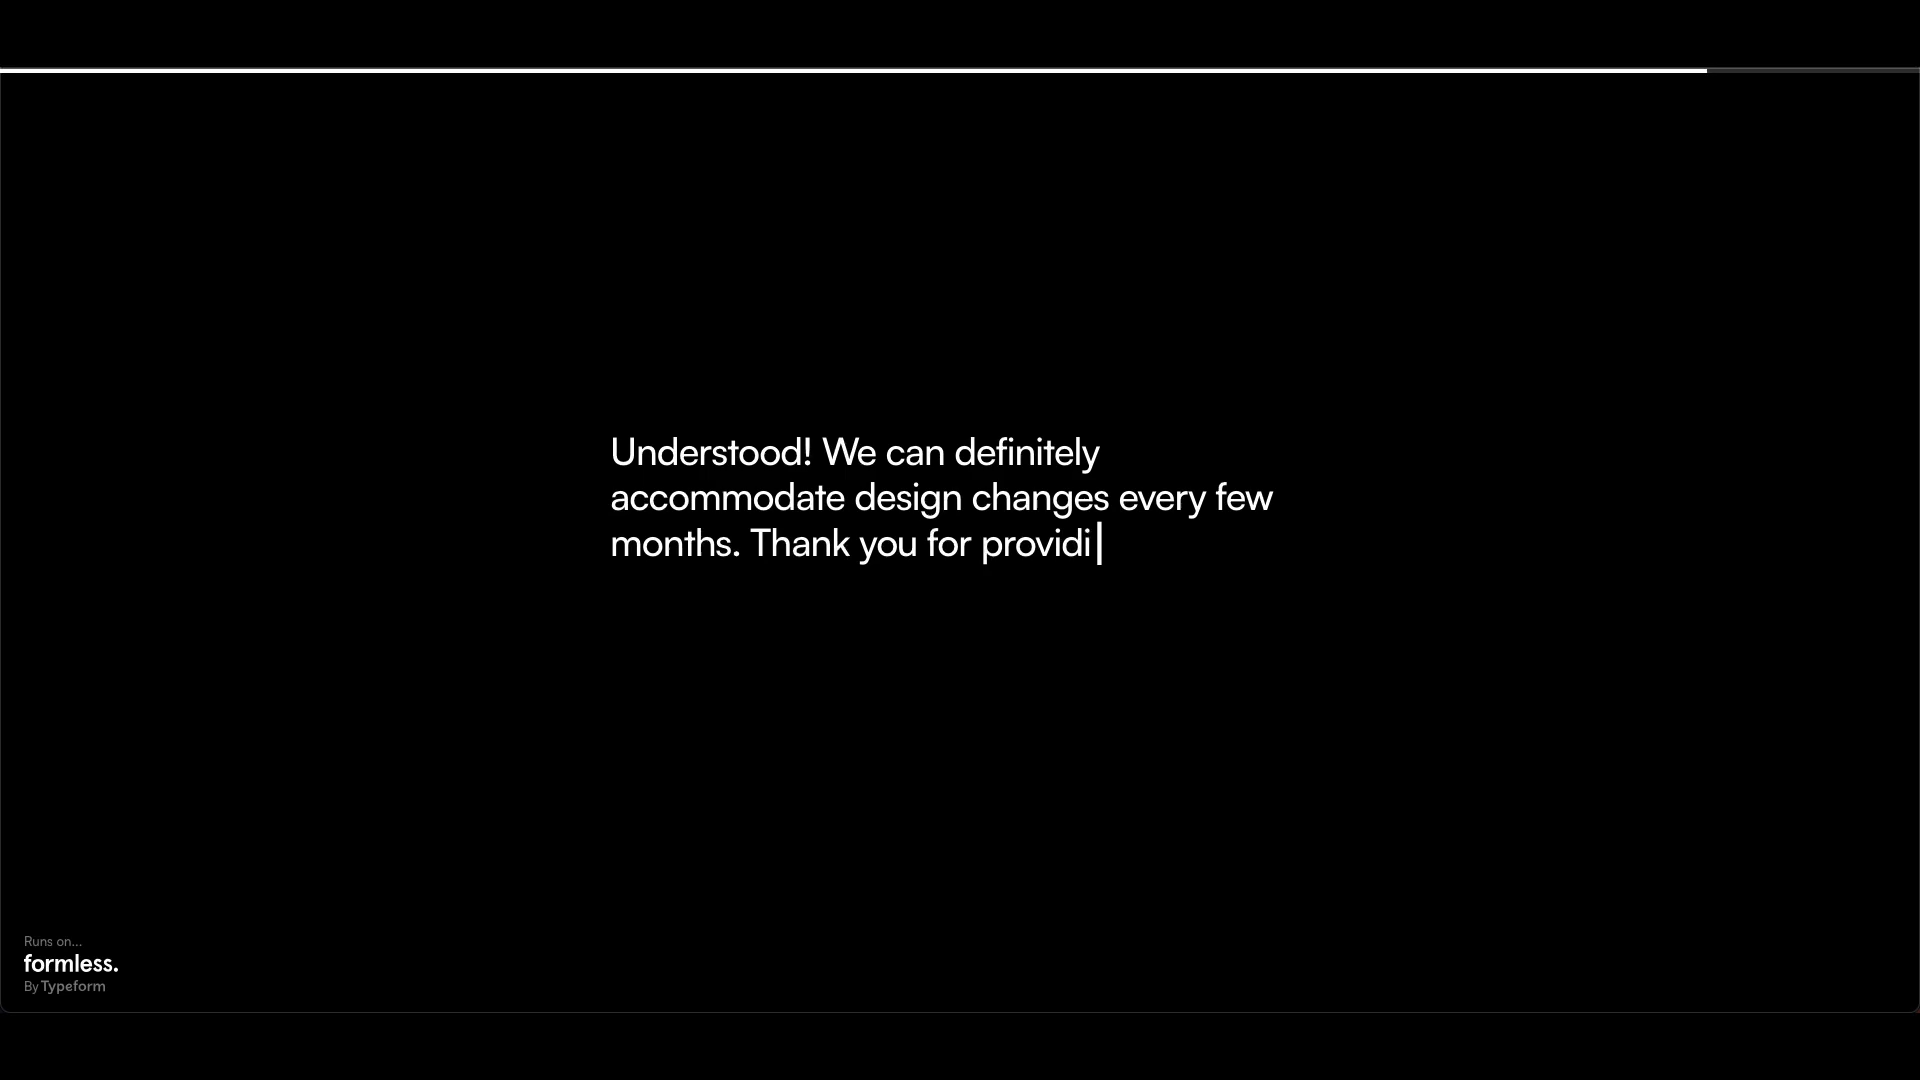 Understood! We can definitely
accommodate design changes every few
months. Thank you for providi
Runs on...
formless.
By Typeform